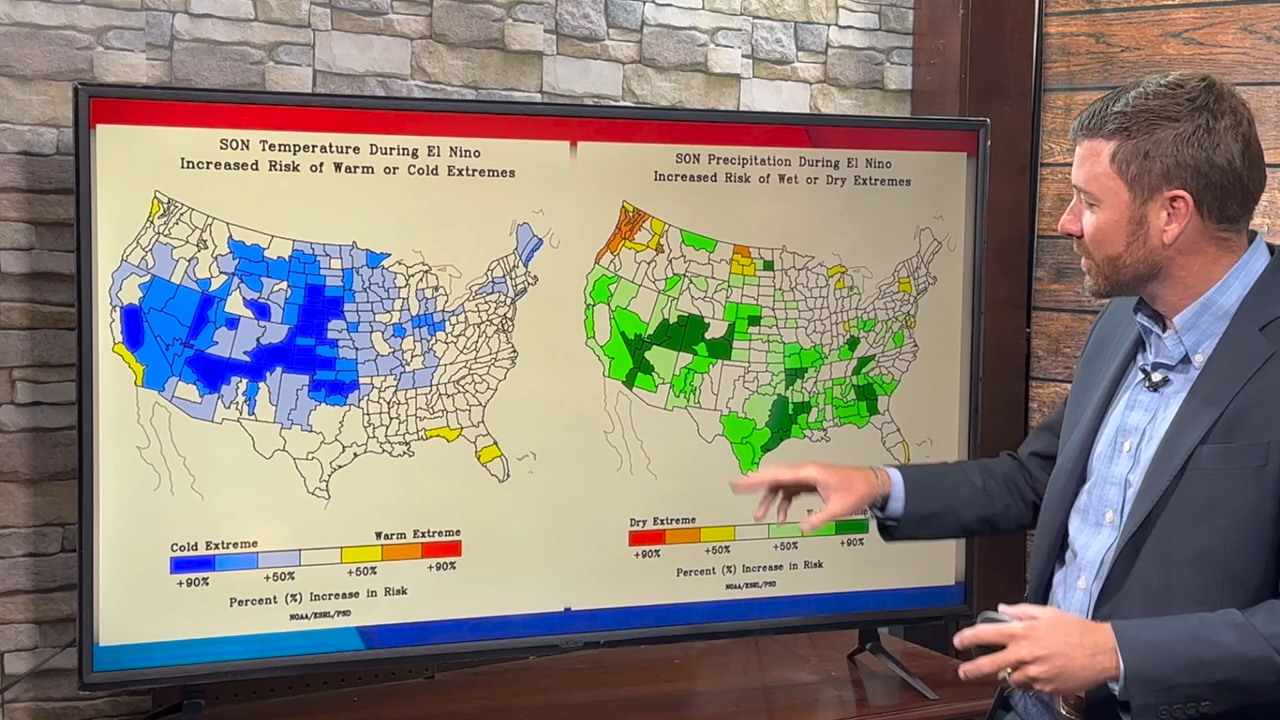 SON Temperature During El Nino
Increased Risk of Warm or Cold Extremes
Cold Extreme
Warm Extreme
+90%
+50%
+50%
+90%
Percent (%) Increase in Risk
NOAA/ESRL/PSD
SON Precipitation During El Nino
Increased Risk of Wet or Dry Extremes
Dry Extreme
+90%
+50%
+50%
+90%
Percent (%) Increase in Risk
NOAA/ESRL/PSD